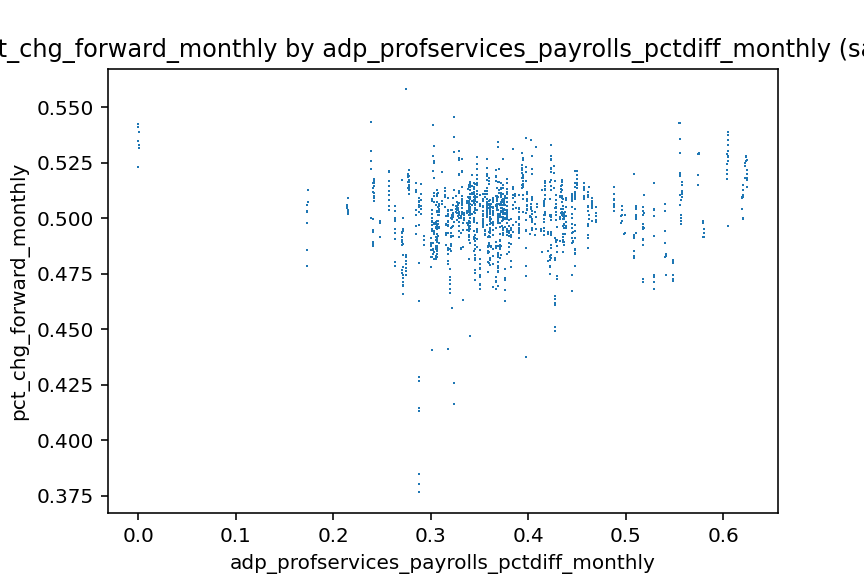 t_chg_forward_monthly by adp_profservices_payrolls_pctdiff_monthly (sa
0.550
0.525
0.500
0.475
0.450
0.425
0.400
0.375
pct_chg_forward_monthly
0.0 0.1 0.2 0.3 0.4 0.5 0.6
adp_profservices_payrolls_pctdiff_monthly